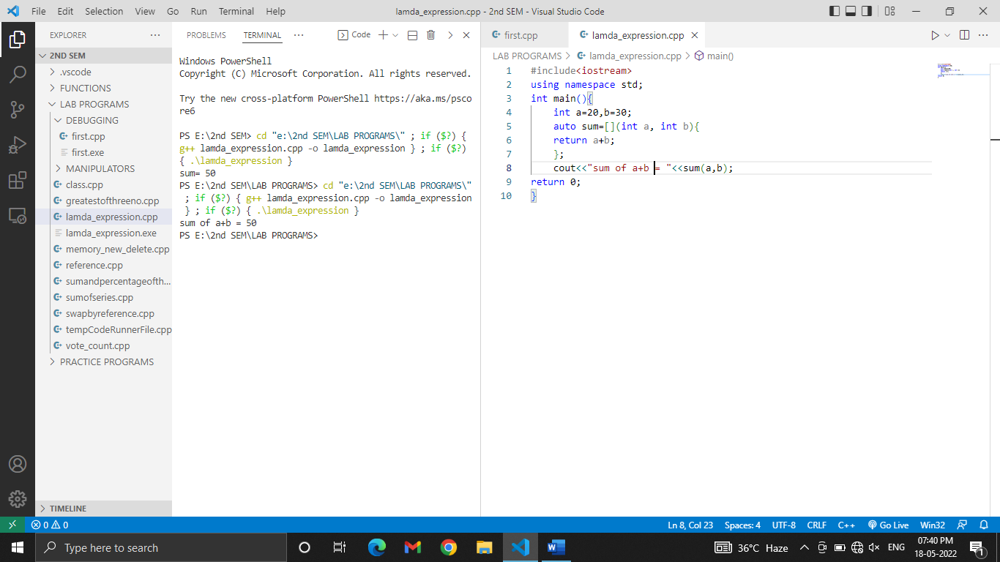 File Edit Selection View Go Run Terminal Help
lamda_expression.cpp - 2nd SEM - Visual Studio Code
EXPLORER
2ND SEM
.vscode
FUNCTIONS
LAB PROGRAMS
DEBUGGING
first.cpp
first.exe
MANIPULATORS
class.cpp
greatestofthreeno.cpp
lamda_expression.cpp
lamda_expression.exe
memory_new_delete.cpp
reference.cpp
sumandpercentageofth...
sumofseries.cpp
swapbyreference.cpp
tempCodeRunnerFile.cpp
vote_count.cpp
PRACTICE PROGRAMS
TIMELINE
PROBLEMS TERMINAL Code
Windows PowerShell
Copyright (C) Microsoft Corporation. All rights reserved.
Try the new cross-platform PowerShell https://aka.ms/psco
re6
PS E:\2nd SEM> cd "e:\2nd SEM\LAB PROGRAMS\" ; if ($?) {
g++ lamda_expression.cpp -o lamda_expression } ; if ($?)
{ .\lamda_expression }
sum= 50
PS E:\2nd SEM\LAB PROGRAMS> cd "e:\2nd SEM\LAB PROGRAMS\"
; if ($?) { g++ lamda_expression.cpp -o lamda_expression
} ; if ($?) { .\lamda_expression }
sum of a+b = 50
PS E:\2nd SEM\LAB PROGRAMS>
first.cpp lamda_expression.cpp
LAB PROGRAMS > lamda_expression.cpp > main()
1 #include<iostream>
2 using namespace std;
3 int main(){
4 int a=20,b=30;
5 auto sum=[](int a, int b){
6 return a+b;
7 };
8 cout<<"sum of a+b = "<<sum(a,b);
9 return 0;
10 }
0 0
Ln 8, Col 23 Spaces: 4 UTF-8 CRLF C++ Go Live Win32
Type here to search
36°C Haze ENG 07:40 PM
18-05-2022
1